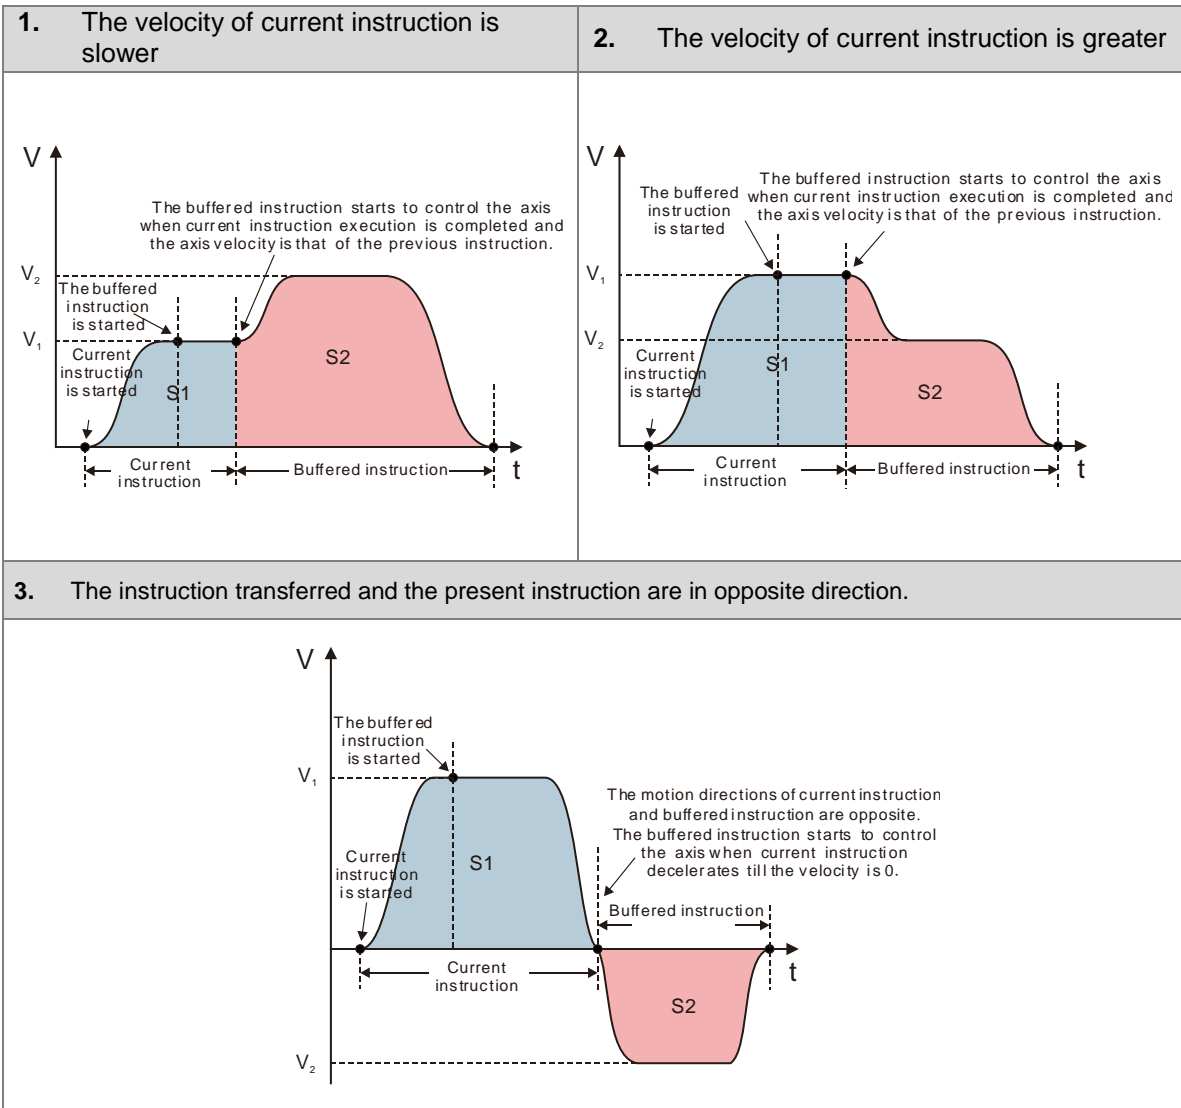 1. The velocity of current instruction is
slower
2. The velocity of current instruction is greater
V
The buffered instruction starts to control the axis
when current instruction execution is completed and
the axis velocity is that of the previous instruction.
V2
The buffered
instruction
is started
V1
Current
instruction
is started
S1
S2
Current
instruction
Buffered instruction
t
V
The buffered instruction starts to control the axis
when current instruction execution is completed and
the axis velocity is that of the previous instruction.
The buffered
instruction
is started
V1
V2
Current
instruction
is started
S1
S2
Current
instruction
Buffered instruction
t
3. The instruction transferred and the present instruction are in opposite direction.
V
The buffered
instruction
is started
V1
The motion directions of current instruction
and buffered instruction are opposite.
The buffered instruction starts to control
the axis when current instruction
decelerates till the velocity is 0.
Current
instruction
is started
S1
Buffered instruction
Current
instruction
t
S2
V2